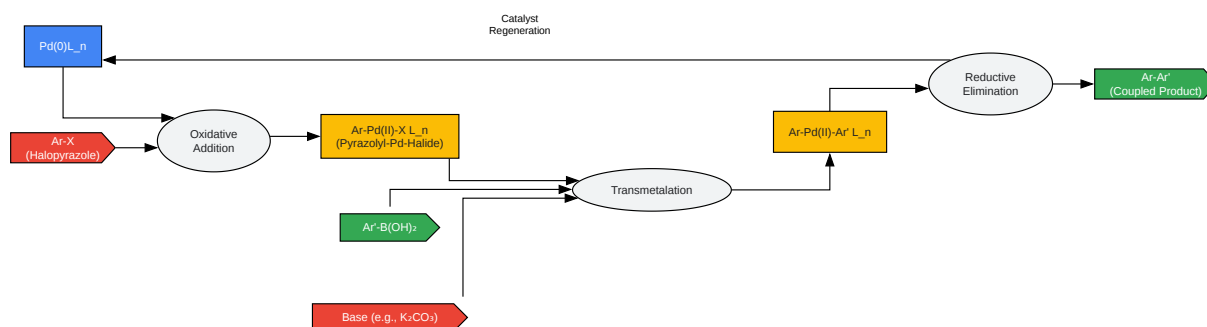 Catalyst
Regeneration
Pd(0)L_n
Reductive
Elimination
Ar-Ar'
(Coupled Product)
Oxidative
Addition
Ar-X
(Halopyrazole)
Ar-Pd(II)-X L_n
(Pyrazolyl-Pd-Halide)
Ar-Pd(II)-Ar' L_n
Transmetalation
Ar'-B(OH)₂
Base (e.g., K₂CO₃)